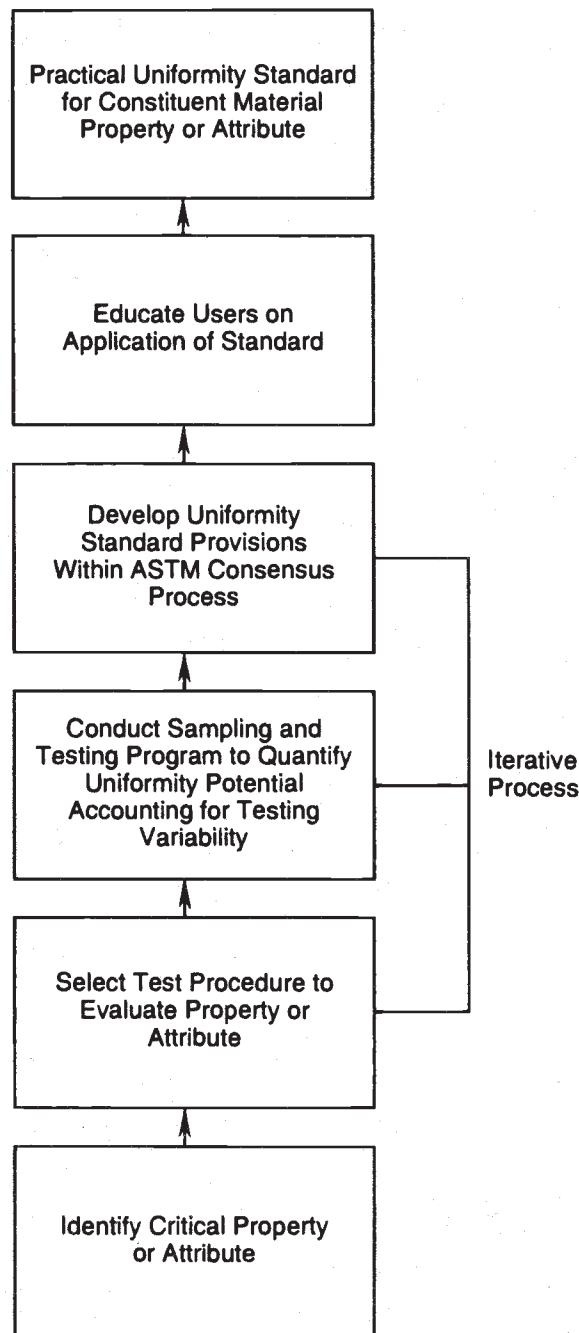 Practical Uniformity Standard
for Constituent Material
Property or Attribute
Educate Users on
Application of Standard
Develop Uniformity
Standard Provisions
Within ASTM Consensus
Process
Conduct Sampling and
Testing Program to Quantify
Uniformity Potential
Accounting for Testing
Variability
Iterative
Process
Select Test Procedure to
Evaluate Property or
Attribute
Identify Critical Property
or Attribute